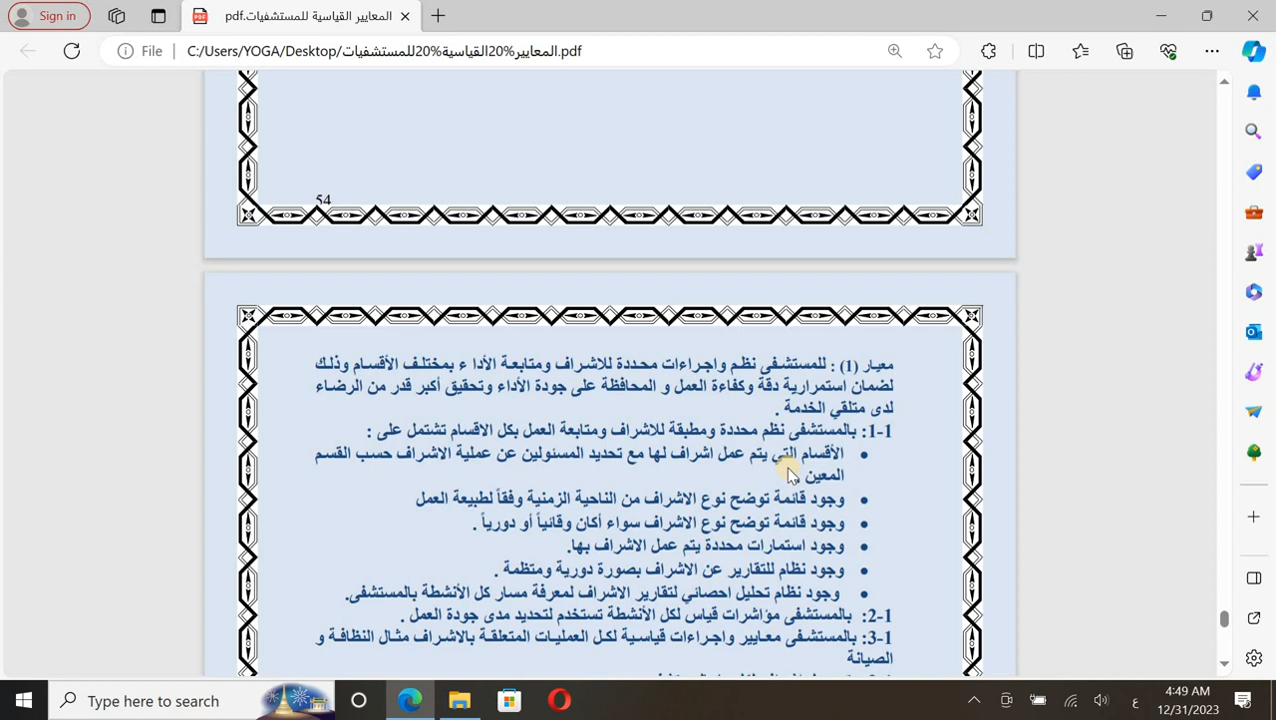 Sign in
المعايير القياسية للمستشفيات.pdf
File
C:/Users/YOGA/Desktop/المعايير%20القياسية%20للمستشفيات.pdf
54
معيار (1) : للمستشفى نظم واجراءات محددة للاشراف ومتابعة الأدا ء بمختلف الأقسام وذلك
لضمان استمرارية دقة وكفاءة العمل و المحافظة على جودة الأداء وتحقيق أكبر قدر من الرضاء
لدى متلقي الخدمة .
1-1: بالمستشفى نظم محددة ومطبقة للاشراف ومتابعة العمل بكل الاقسام تشتمل على :
• الأقسام التي يتم عمل اشراف لها مع تحديد المسئولين عن عملية الاشراف حسب القسم
المعين
• وجود قائمة توضح نوع الاشراف من الناحية الزمنية وفقاً لطبيعة العمل
• وجود قائمة توضح نوع الاشراف سواء أكان وقائياً أو دورياً .
• وجود استمارات محددة يتم عمل الاشراف بها.
• وجود نظام للتقارير عن الاشراف بصورة دورية ومنظمة .
• وجود نظام تحليل احصائي لتقارير الاشراف لمعرفة مسار كل الأنشطة بالمستشفى.
1-2: بالمستشفى مؤاشرات قياس لكل الأنشطة تستخدم لتحديد مدى جودة العمل .
1-3: بالمستشفى معايير واجراءات قياسية لكل العمليات المتعلقة بالاشراف مثال النظافة و
الصيانة
Type here to search
ع
4:49 AM
12/31/2023